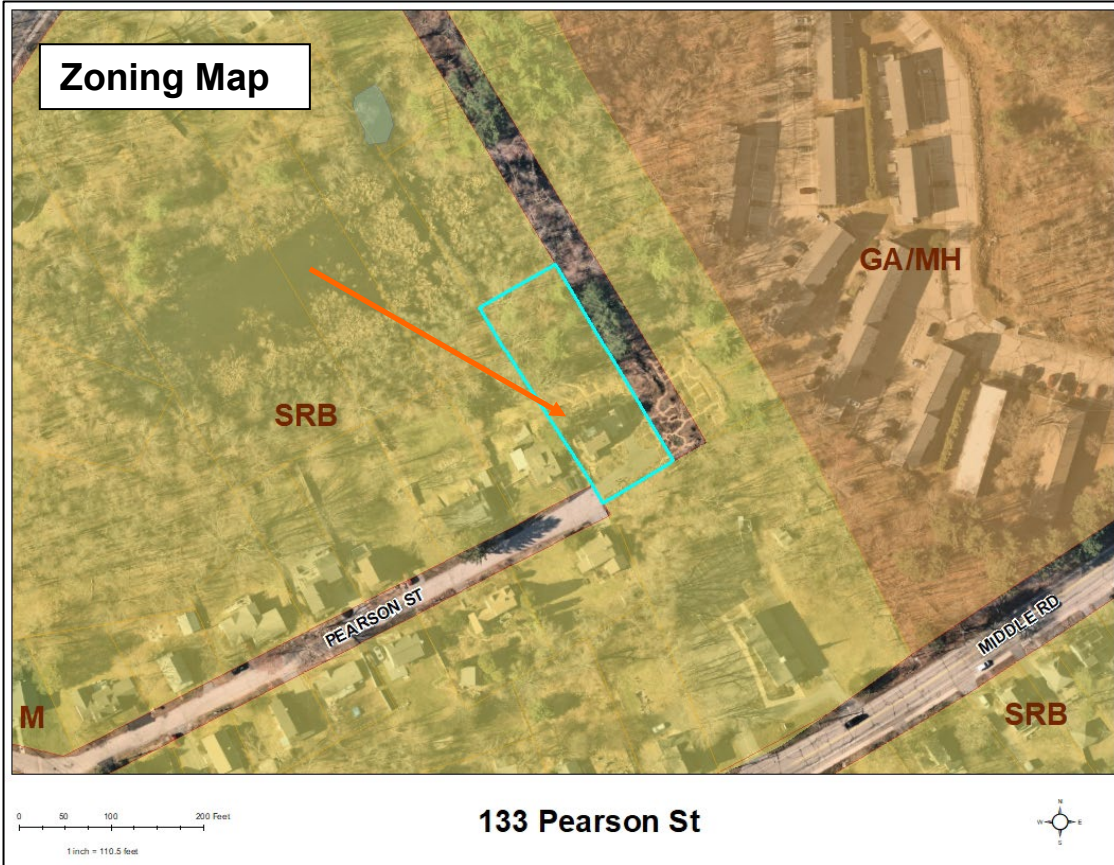 Zoning Map
GA/MH
SRB
PEARSON ST
MIDDLE RD
M
SRB
0 50 100 200 Feet
1 inch = 110.5 feet
133 Pearson St
N
W E
S